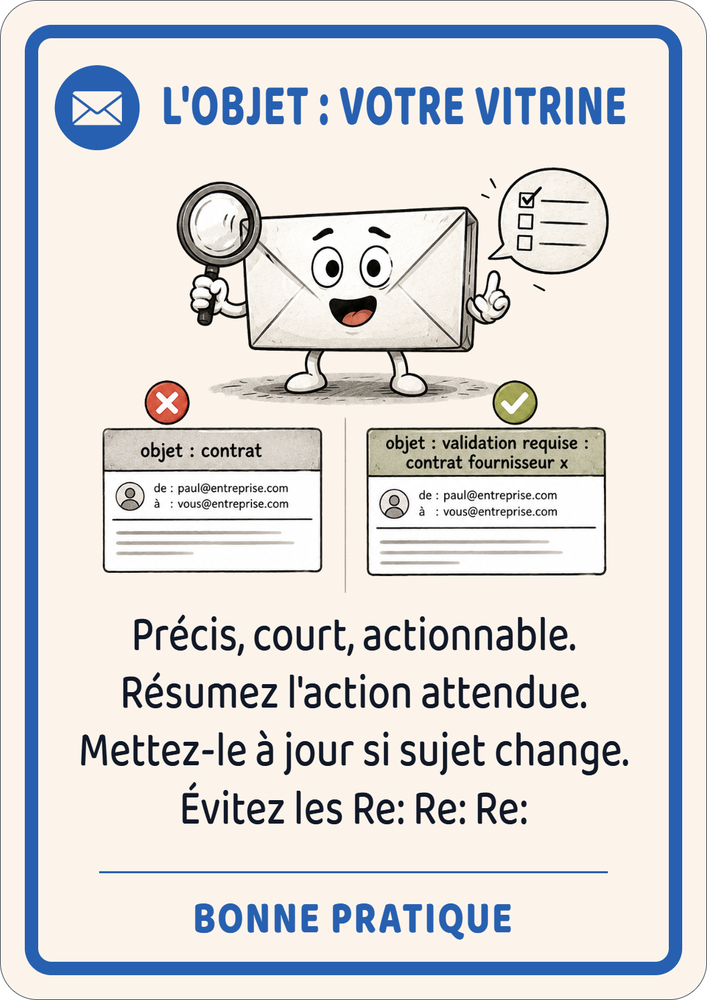 L'OBJET : VOTRE VITRINE
objet : contrat
de : paul@entreprise.com
à : vous@entreprise.com
objet : validation requise :
contrat fournisseur x
de : paul@entreprise.com
à : vous@entreprise.com
Précis, court, actionnable.
Résumez l'action attendue.
Mettez-le à jour si sujet change.
Évitez les Re: Re: Re:
BONNE PRATIQUE